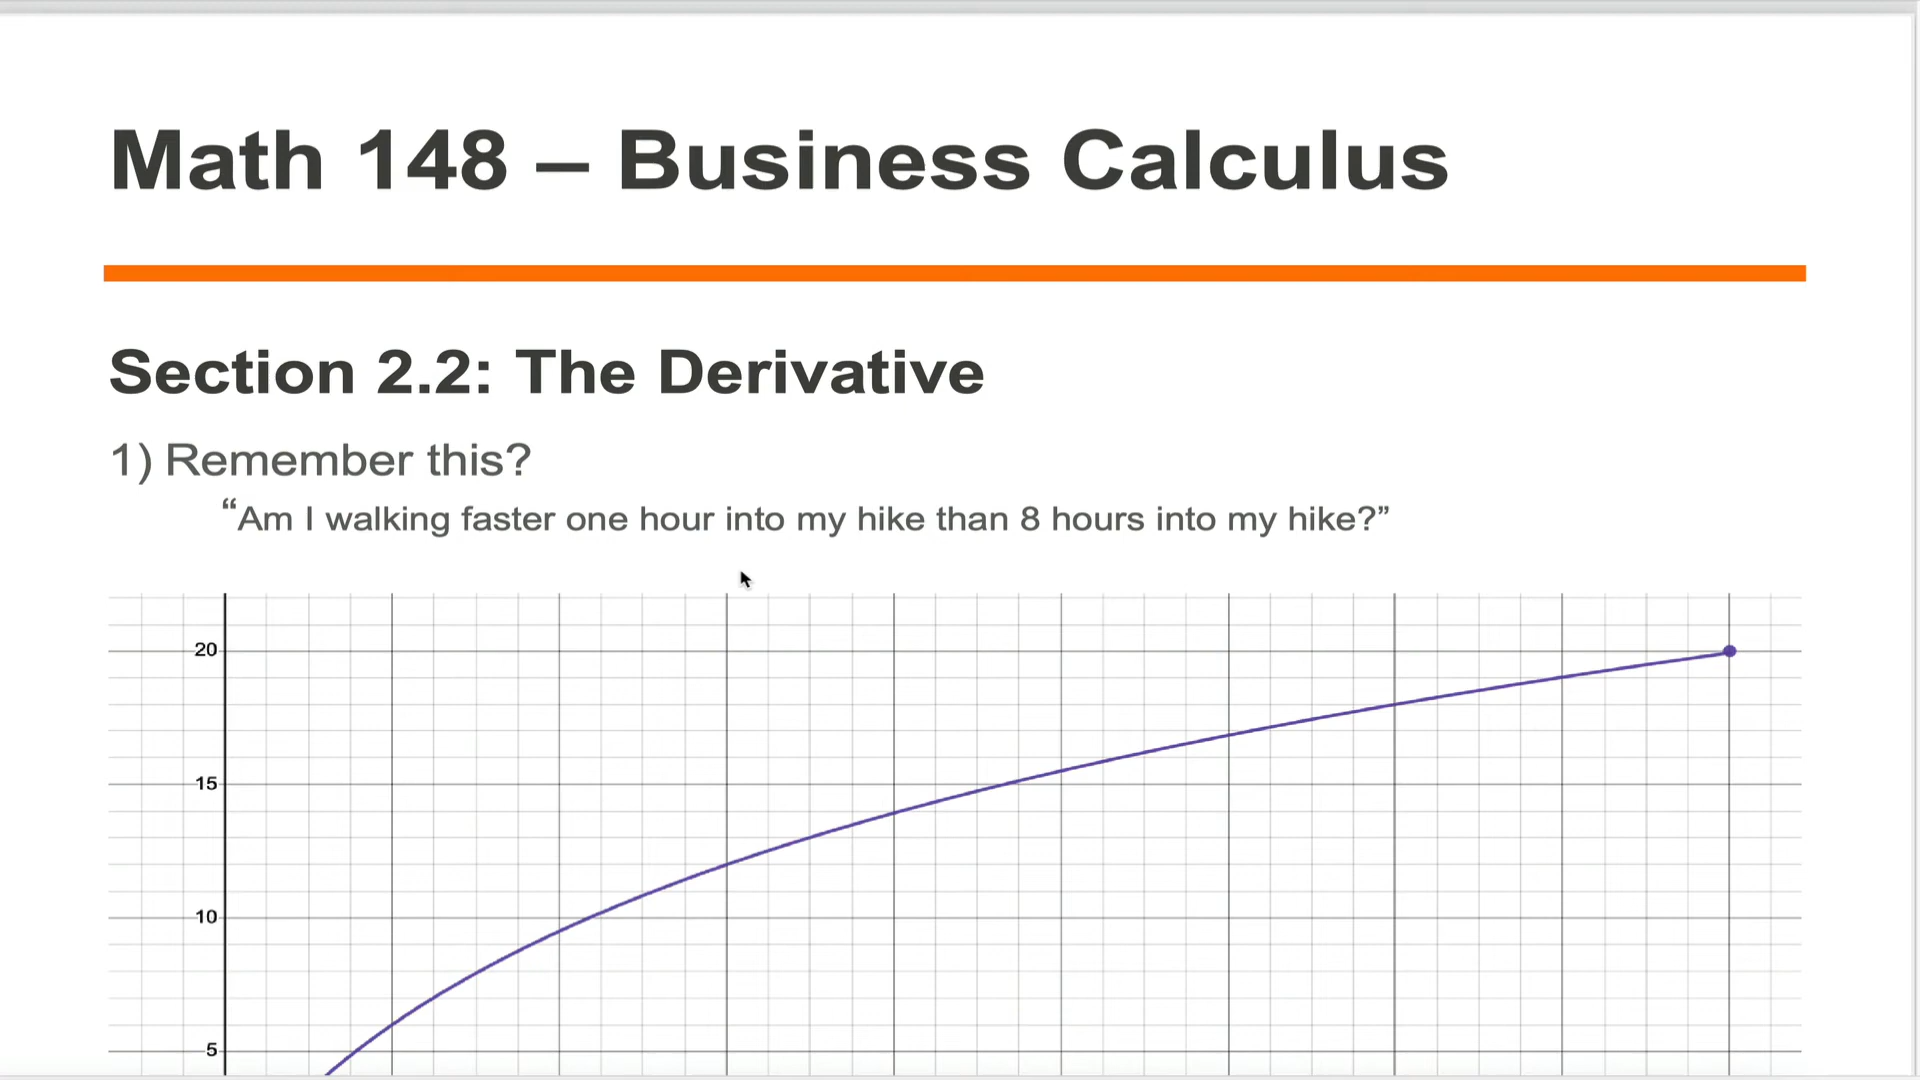 Math 148 – Business Calculus
Section 2.2: The Derivative
1) Remember this?
“Am I walking faster one hour into my hike than 8 hours into my hike?”
20
15
10
5